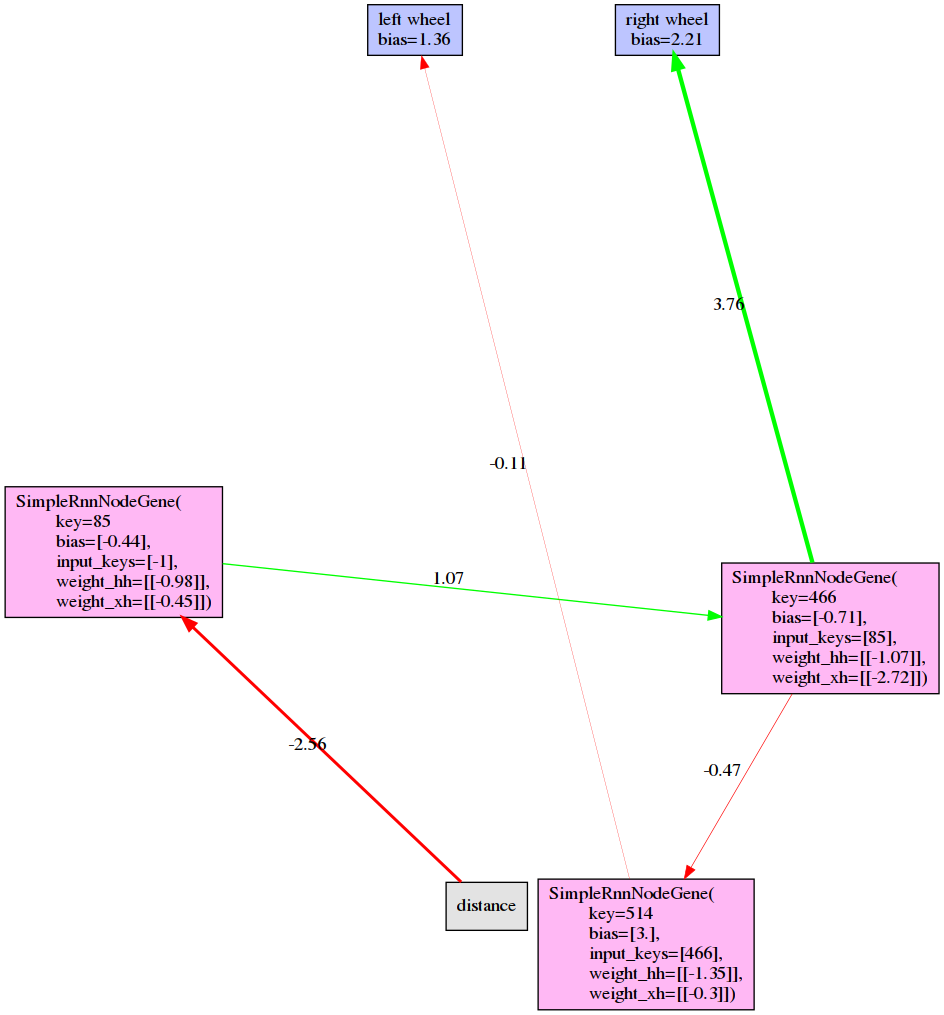 left wheel
bias=1.36
right wheel
bias=2.21
3.76
-0.11
SimpleRnnNodeGene(
key=85
bias=[-0.44],
input_keys=[-1],
weight_hh=[[-0.98]],
weight_xh=[[-0.45]])
1.07
SimpleRnnNodeGene(
key=466
bias=[-0.71],
input_keys=[85],
weight_hh=[[-1.07]],
weight_xh=[[-2.72]])
-2.56
-0.47
distance
SimpleRnnNodeGene(
key=514
bias=[3.],
input_keys=[466],
weight_hh=[[-1.35]],
weight_xh=[[-0.3]])